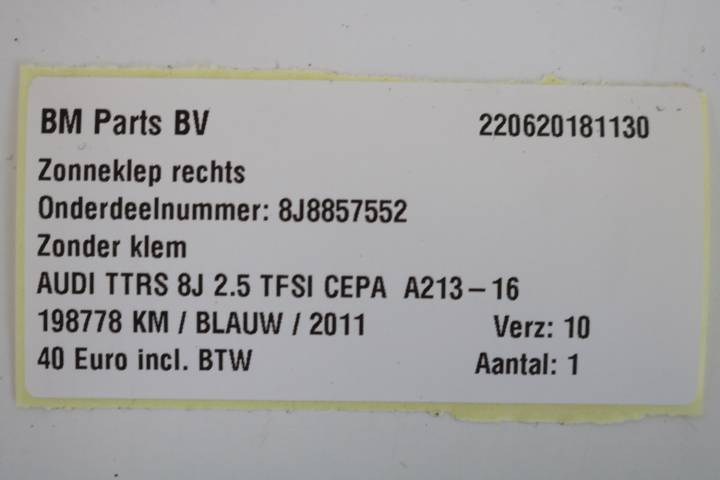 BM Parts BV 220620181130
Zonneklep rechts
Onderdeelnummer: 8J8857552
Zonder klem
AUDI TTRS 8J 2.5 TFSI CEPA A213-16
198778 KM / BLAUW / 2011 Verz: 10
40 Euro incl. BTW Aantal: 1